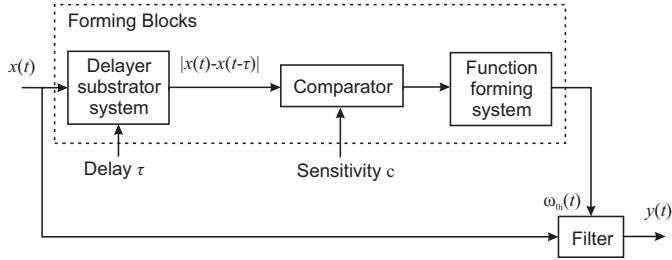 Forming Blocks
x(t)
Delayer
substrator
system
|x(t)-x(t-τ)|
Comparator
Function
forming
system
Delay τ
Sensitivity c
ω₀ᵢ(t)
y(t)
Filter